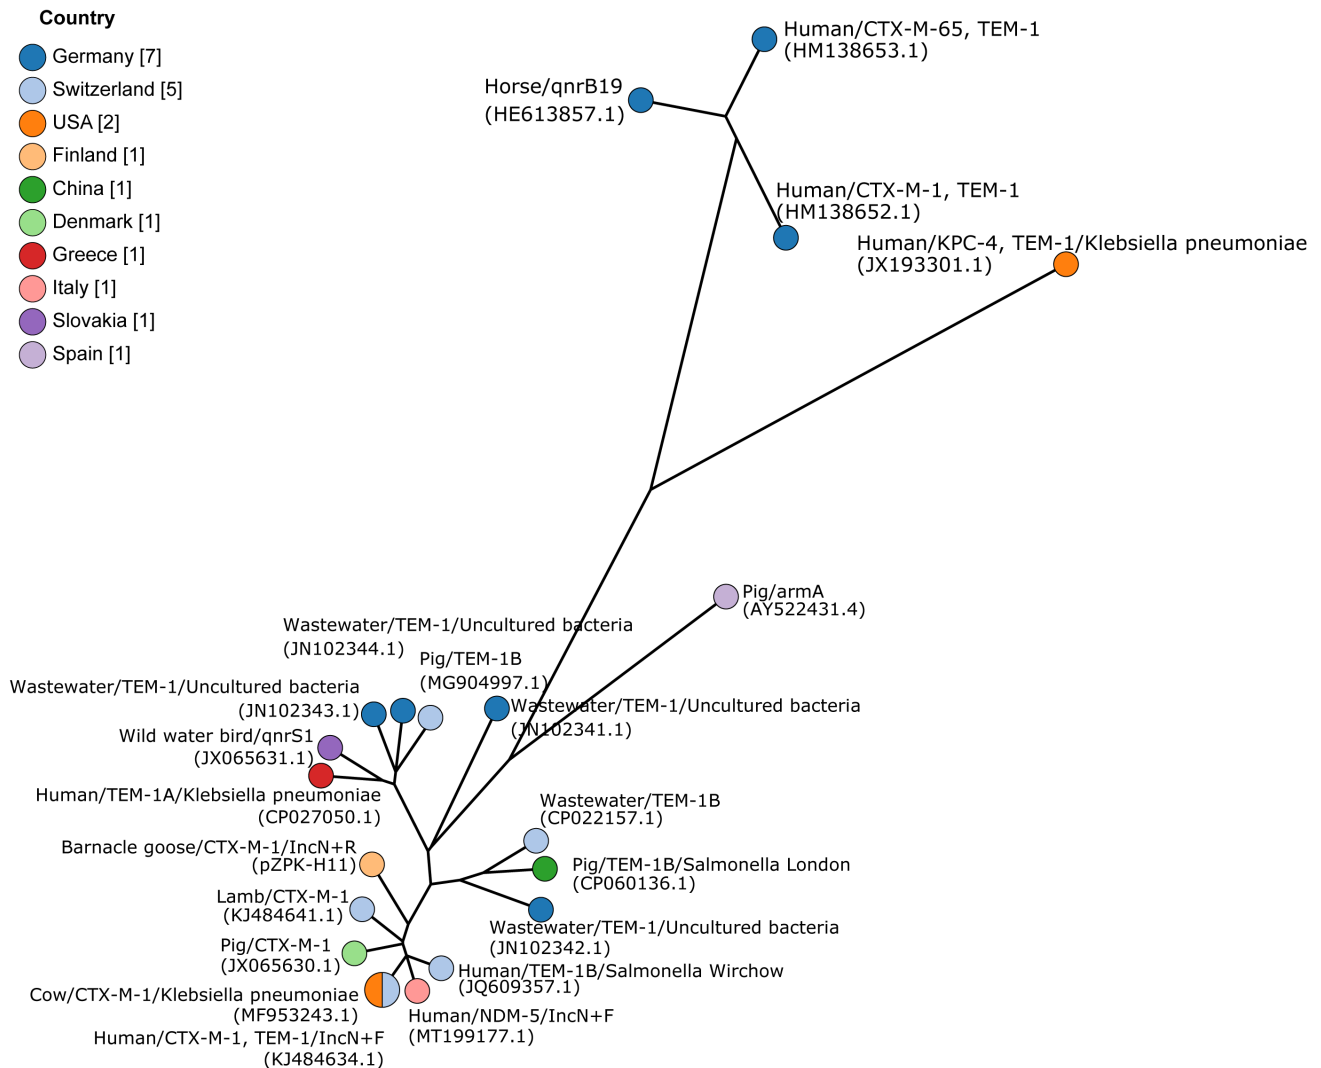 Country
Germany [7]
Switzerland [5]
USA [2]
Finland [1]
China [1]
Denmark [1]
Greece [1]
Italy [1]
Slovakia [1]
Spain [1]
Human/CTX-M-65, TEM-1
(HM138653.1)
Horse/qnrB19
(HE613857.1)
Human/CTX-M-1, TEM-1
(HM138652.1)
Human/KPC-4, TEM-1/Klebsiella pneumoniae
(JX193301.1)
Pig/armA
(AY522431.4)
Wastewater/TEM-1/Uncultured bacteria
(JN102344.1)
Pig/TEM-1B
(MG904997.1)
Wastewater/TEM-1/Uncultured bacteria
(JN102343.1)
Wastewater/TEM-1/Uncultured bacteria
(JN102341.1)
Wild water bird/qnrS1
(JX065631.1)
Human/TEM-1A/Klebsiella pneumoniae
(CP027050.1)
Wastewater/TEM-1B
(CP022157.1)
Barnacle goose/CTX-M-1/IncN+R
(pZPK-H11)
Pig/TEM-1B/Salmonella London
(CP060136.1)
Lamb/CTX-M-1
(KJ484641.1)
Wastewater/TEM-1/Uncultured bacteria
(JN102342.1)
Pig/CTX-M-1
(JX065630.1)
Human/TEM-1B/Salmonella Wirchow
(JQ609357.1)
Cow/CTX-M-1/Klebsiella pneumoniae
(MF953243.1)
Human/NDM-5/IncN+F
(MT199177.1)
Human/CTX-M-1, TEM-1/IncN+F
(KJ484634.1)